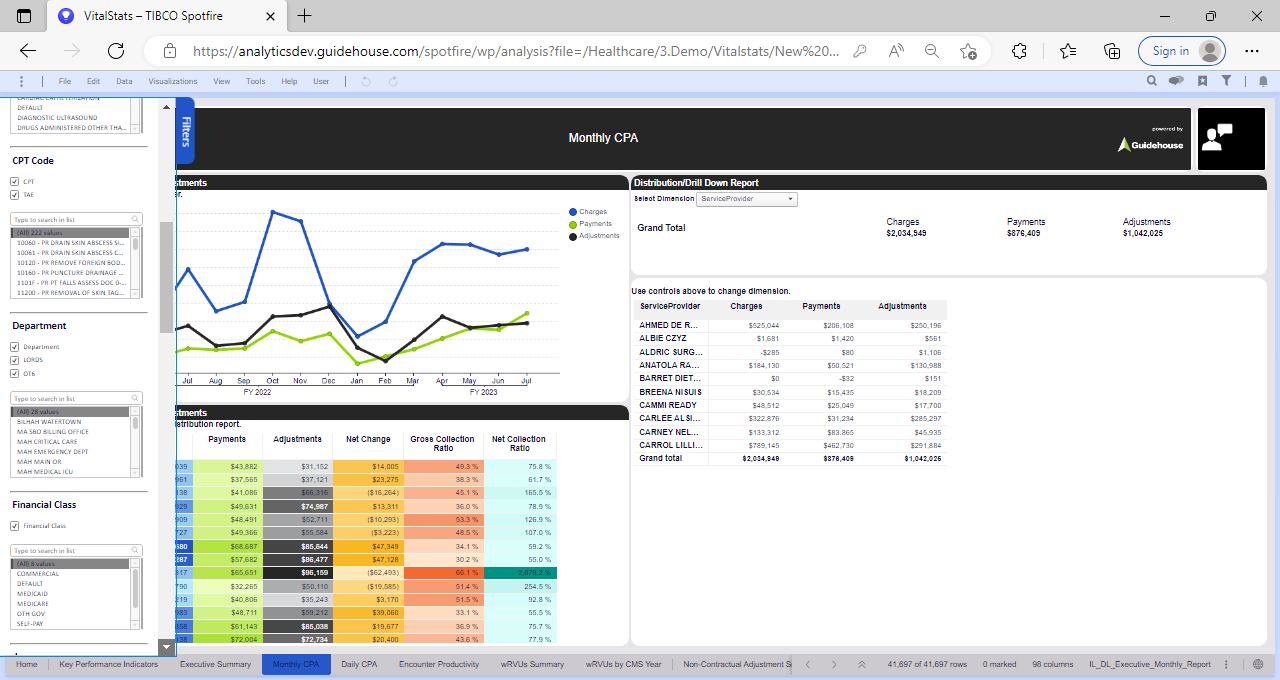 VitalStats – TIBCO Spotfire
https://analyticsdev.guidehouse.com/spotfire/wp/analysis?file=/Healthcare/3.Demo/Vitalstats/New%20...
Sign in
File Edit Data Visualizations View Tools Help User
DEFAULT
DIAGNOSTIC ULTRASOUND
DRUGS ADMINISTERED OTHER THA...
CPT Code
CPT
TAE
Type to search in list
(All) 222 values
10060 - PR DRAIN SKIN ABSCESS SI...
10061 - PR DRAIN SKIN ABSCESS C...
10120 - PR REMOVE FOREIGN BOD...
10160 - PR PUNCTURE DRAINAGE ...
1101F - PR PT FALLS ASSESS DOC 0-...
11200 - PR REMOVAL OF SKIN TAG...
Department
Department
LORDS
OT6
Type to search in list
(All) 28 values
BILHAH WATERTOWN
MA SBO BILLING OFFICE
MAH CRITICAL CARE
MAH EMERGENCY DEPT
MAH MAIN OR
MAH MEDICAL ICU
Financial Class
Financial Class
Type to search in list
(All) 8 values
COMMERCIAL
DEFAULT
MEDICAID
MEDICARE
OTH GOV
SELF-PAY
Filters
Monthly CPA
powered by
Guidehouse
stments
er.
Charges
Payments
Adjustments
Jul Aug Sep Oct Nov Dec Jan Feb Mar Apr May Jun Jul
FY 2022 FY 2023
stments
stribution report.
Payments Adjustments Net Change Gross Collection Ratio Net Collection Ratio
039 $43,882 $31,152 $14,005 49.3 % 75.8 %
961 $37,565 $37,121 $23,275 38.3 % 61.7 %
138 $41,086 $66,316 ($16,264) 45.1 % 165.5 %
929 $49,631 $74,987 $13,311 36.0 % 78.9 %
909 $48,491 $52,711 ($10,293) 53.3 % 126.9 %
727 $49,366 $55,584 ($3,223) 48.5 % 107.0 %
680 $68,687 $85,644 $47,349 34.1 % 59.2 %
287 $57,682 $86,477 $47,128 30.2 % 55.0 %
317 $65,651 $96,159 ($62,493) 66.1 % 2,079.2 %
790 $32,265 $50,110 ($19,585) 51.4 % 254.5 %
219 $40,806 $35,243 $3,170 51.5 % 92.8 %
983 $48,711 $59,212 $39,060 33.1 % 55.5 %
858 $61,143 $85,038 $19,677 36.9 % 75.7 %
138 $72,004 $72,734 $20,400 43.6 % 77.9 %
Distribution/Drill Down Report
Select Dimension ServiceProvider
Charges Payments Adjustments
Grand Total $2,034,949 $876,409 $1,042,025
Use controls above to change dimension.
ServiceProvider Charges Payments Adjustments
AHMED DE R... $525,044 $206,108 $250,196
ALBIE CZYZ $1,681 $1,420 $561
ALDRIC SURG... -$285 $80 $1,106
ANATOLA RA... $184,130 $50,521 $130,988
BARRET DIET... $0 -$32 $151
BREENA NISUIS $30,534 $15,435 $18,209
CAMMI READY $48,512 $25,049 $17,700
CARLEE AL SI... $322,876 $31,234 $285,297
CARNEY NEL... $133,312 $83,865 $45,935
CARROL LILLI... $789,145 $462,730 $291,884
Grand total $2,034,949 $876,409 $1,042,025
Home Key Performance Indicators Executive Summary Monthly CPA Daily CPA Encounter Productivity wRVUs Summary wRVUs by CMS Year Non-Contractual Adjustment S
41,697 of 41,697 rows 0 marked 98 columns IL_DL_Executive_Monthly_Report